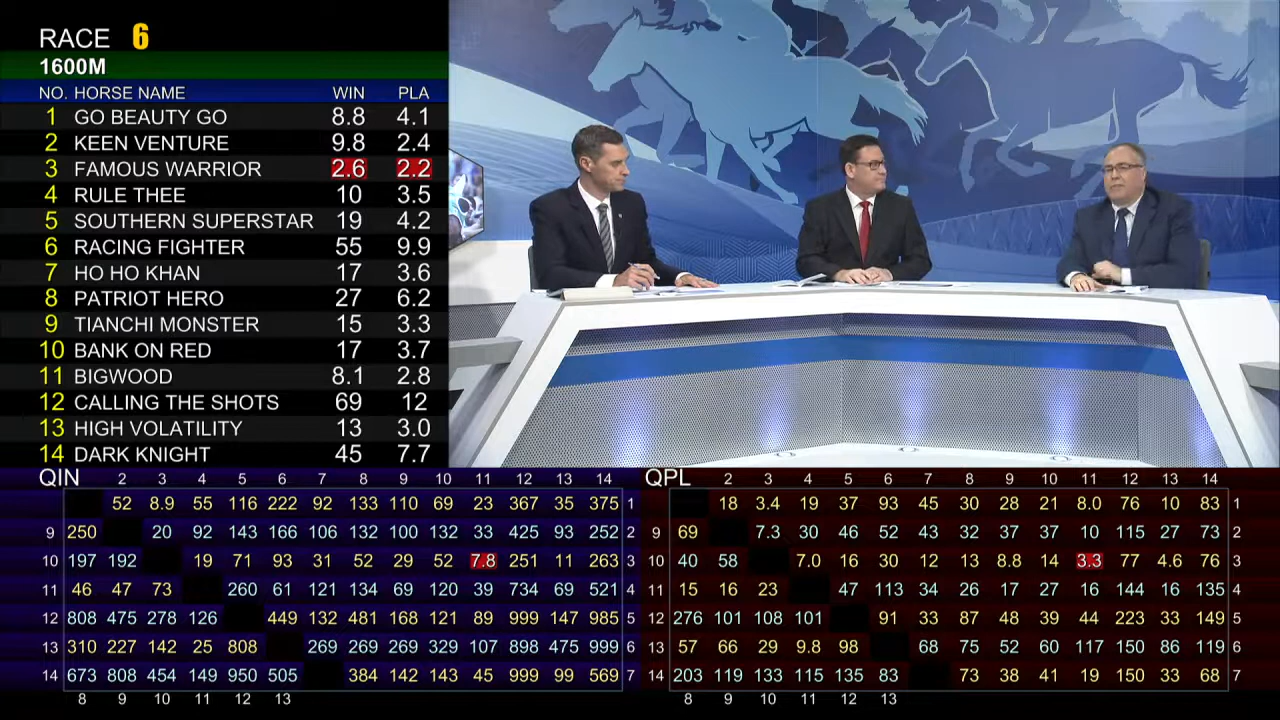 RACE 6
1600M
NO. HORSE NAME WIN PLA
1 GO BEAUTY GO 8.8 4.1
2 KEEN VENTURE 9.8 2.4
3 FAMOUS WARRIOR 2.6 2.2
4 RULE THEE 10 3.5
5 SOUTHERN SUPERSTAR 19 4.2
6 RACING FIGHTER 55 9.9
7 HO HO KHAN 17 3.6
8 PATRIOT HERO 27 6.2
9 TIANCHI MONSTER 15 3.3
10 BANK ON RED 17 3.7
11 BIGWOOD 8.1 2.8
12 CALLING THE SHOTS 69 12
13 HIGH VOLATILITY 13 3.0
14 DARK KNIGHT 45 7.7
QIN 2 3 4 5 6 7 8 9 10 11 12 13 14
52 8.9 55 116 222 92 133 110 69 23 367 35 375 1
9 250 20 92 143 166 106 132 100 132 33 425 93 252 2
10 197 192 19 71 93 31 52 29 52 7.8 251 11 263 3
11 46 47 73 260 61 121 134 69 120 39 734 69 521 4
12 808 475 278 126 449 132 481 168 121 89 999 147 985 5
13 310 227 142 25 808 269 269 269 329 107 898 475 999 6
14 673 808 454 149 950 505 384 142 143 45 999 99 569 7
8 9 10 11 12 13
QPL 2 3 4 5 6 7 8 9 10 11 12 13 14
18 3.4 19 37 93 45 30 28 21 8.0 76 10 83 1
9 69 7.3 30 46 52 43 32 37 37 10 115 27 73 2
10 40 58 7.0 16 30 12 13 8.8 14 3.3 77 4.6 76 3
11 15 16 23 47 113 34 26 17 27 16 144 16 135 4
12 276 101 108 101 91 33 87 48 39 44 223 33 149 5
13 57 66 29 9.8 98 68 75 52 60 117 150 86 119 6
14 203 119 133 115 135 83 73 38 41 19 150 33 68 7
8 9 10 11 12 13